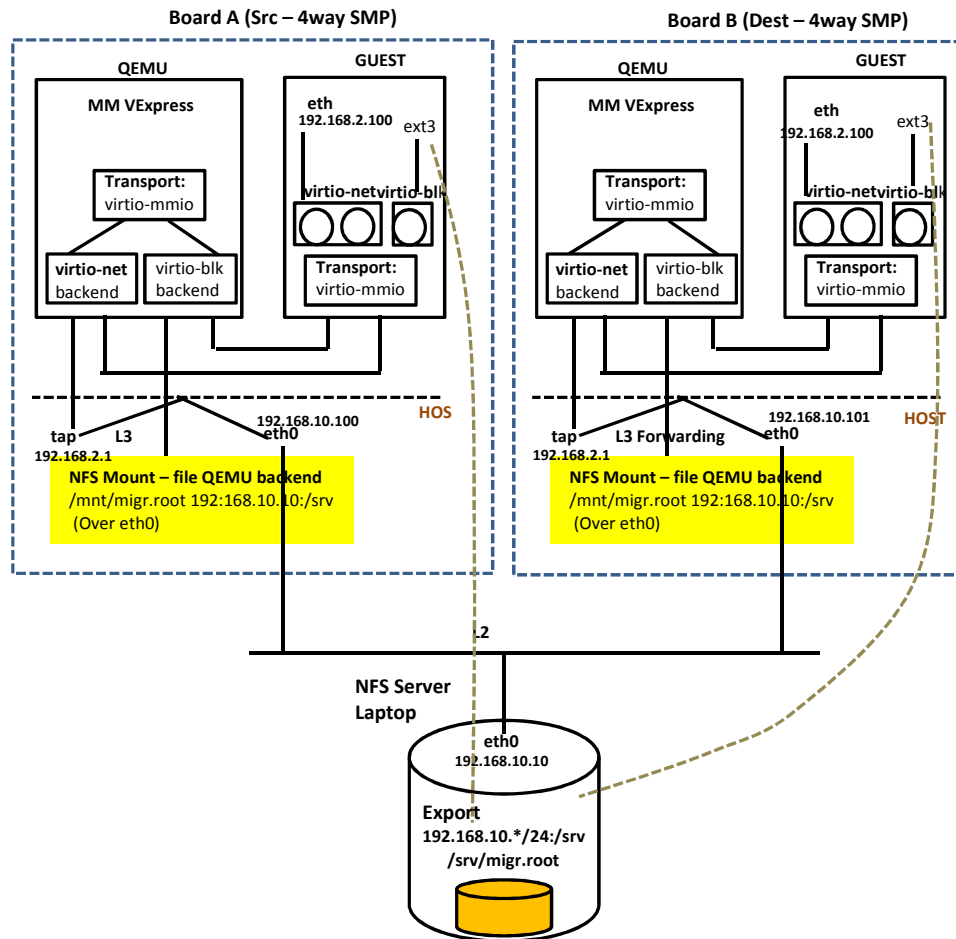 Board A (Src – 4way SMP)
QEMU
MM VExpress
Transport:
virtio-mmio
virtio-net
backend
virtio-blk
backend
GUEST
eth
192.168.2.100
ext3
virtio-net
virtio-blk
Transport:
virtio-mmio
HOS
tap
192.168.2.1
L3
192.168.10.100
eth0
NFS Mount – file QEMU backend
/mnt/migr.root 192:168.10.10:/srv
(Over eth0)
Board B (Dest – 4way SMP)
QEMU
MM VExpress
Transport:
virtio-mmio
virtio-net
backend
virtio-blk
backend
GUEST
eth
192.168.2.100
ext3
virtio-net
virtio-blk
Transport:
virtio-mmio
HOST
tap
192.168.2.1
L3 Forwarding
192.168.10.101
eth0
NFS Mount – file QEMU backend
/mnt/migr.root 192:168.10.10:/srv
(Over eth0)
L2
NFS Server
Laptop
eth0
192.168.10.10
Export
192.168.10.*/24:/srv
/srv/migr.root